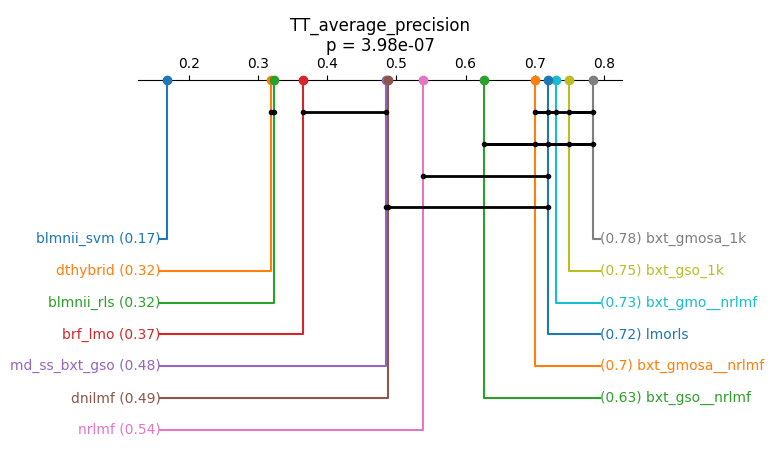 TT_average_precision
p = 3.98e-07
0.2 0.3 0.4 0.5 0.6 0.7 0.8
blmnii_svm (0.17)
dthybrid (0.32)
blmnii_rls (0.32)
brf_lmo (0.37)
md_ss_bxt_gso (0.48)
dnilmf (0.49)
nrlmf (0.54)
(0.78) bxt_gmosa_1k
(0.75) bxt_gso_1k
(0.73) bxt_gmo__nrlmf
(0.72) lmorls
(0.7) bxt_gmosa__nrlmf
(0.63) bxt_gso__nrlmf